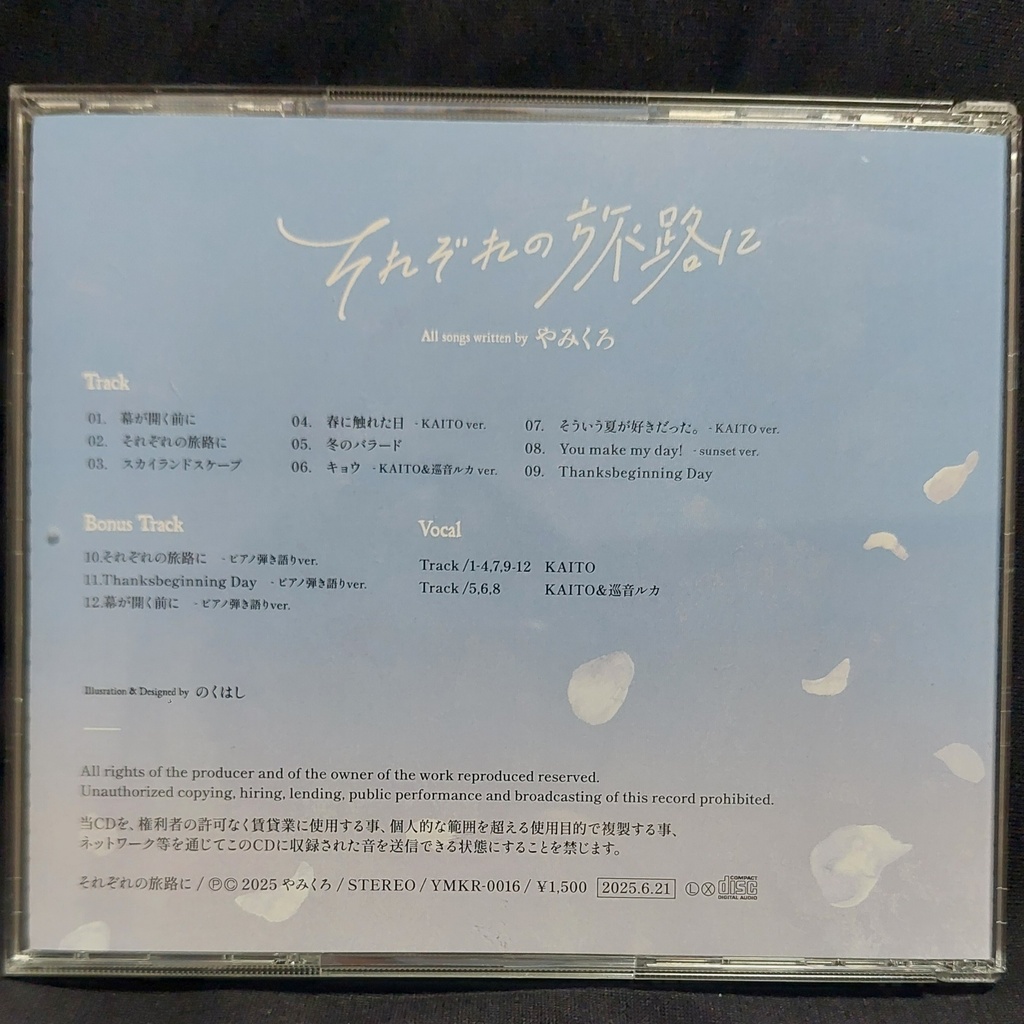 それぞれの旅路に
All songs written by やみくろ
Track
01. 幕が開く前に
02. それぞれの旅路に
03. スカイランドスケープ
04. 春に触れた日 - KAITO ver.
05. 冬のバラード
06. キョウ - KAITO&巡音ルカ ver.
07. そういう夏が好きだった。 - KAITO ver.
08. You make my day! - sunset ver.
09. Thanksbeginning Day
Bonus Track
10.それぞれの旅路に - ピアノ弾き語りver.
11.Thanksbeginning Day - ピアノ弾き語りver.
12.幕が開く前に - ピアノ弾き語りver.
Vocal
Track /1-4,7,9-12 KAITO
Track /5,6,8 KAITO&巡音ルカ
Illusration & Designed by のくはし
All rights of the producer and of the owner of the work reproduced reserved.
Unauthorized copying, hiring, lending, public performance and broadcasting of this record prohibited.
当CDを、権利者の許可なく賃貸業に使用する事、個人的な範囲を超える使用目的で複製する事、
ネットワーク等を通じてこのCDに収録された音を送信できる状態にすることを禁じます。
それぞれの旅路に / ℗© 2025 やみくろ / STEREO / YMKR-0016 / ¥1,500 2025.6.21 Ⓛ Ⓧ COMPACT disc DIGITAL AUDIO